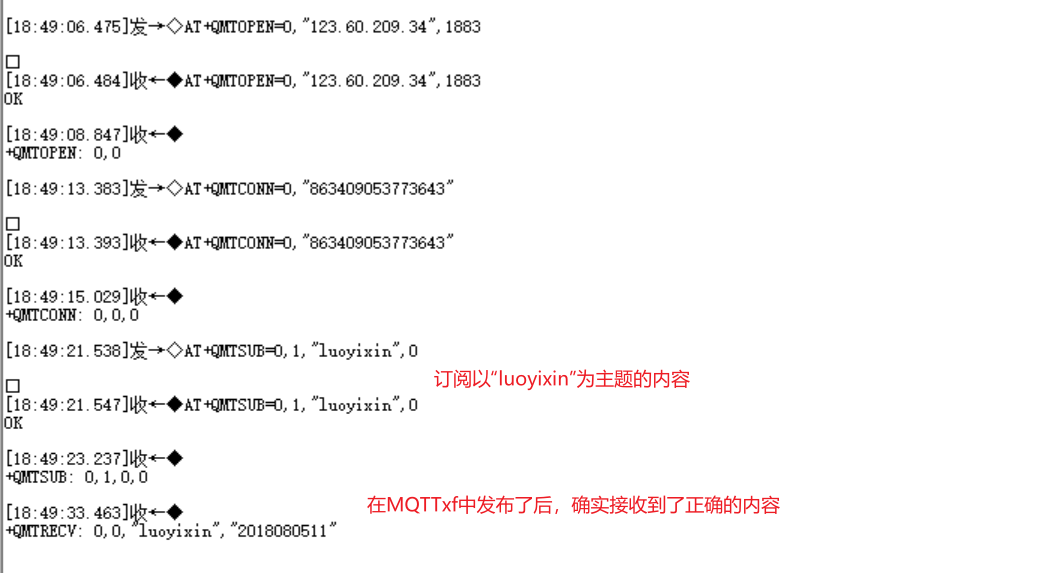 [18:49:06.475]发→◇AT+QMTOPEN=0,"123.60.209.34",1883
□
[18:49:06.484]收←◆AT+QMTOPEN=0,"123.60.209.34",1883
OK
[18:49:08.847]收←◆
+QMTOPEN: 0,0
[18:49:13.383]发→◇AT+QMTCONN=0,"863409053773643"
□
[18:49:13.393]收←◆AT+QMTCONN=0,"863409053773643"
OK
[18:49:15.029]收←◆
+QMTCONN: 0,0,0
[18:49:21.538]发→◇AT+QMTSUB=0,1,"luoyixin",0
订阅以“luoyixin”为主题的内容
□
[18:49:21.547]收←◆AT+QMTSUB=0,1,"luoyixin",0
OK
[18:49:23.237]收←◆
+QMTSUB: 0,1,0,0
在MQTTxf中发布了后，确实接收到了正确的内容
[18:49:33.463]收←◆
+QMTRECV: 0,0,"luoyixin","2018080511"